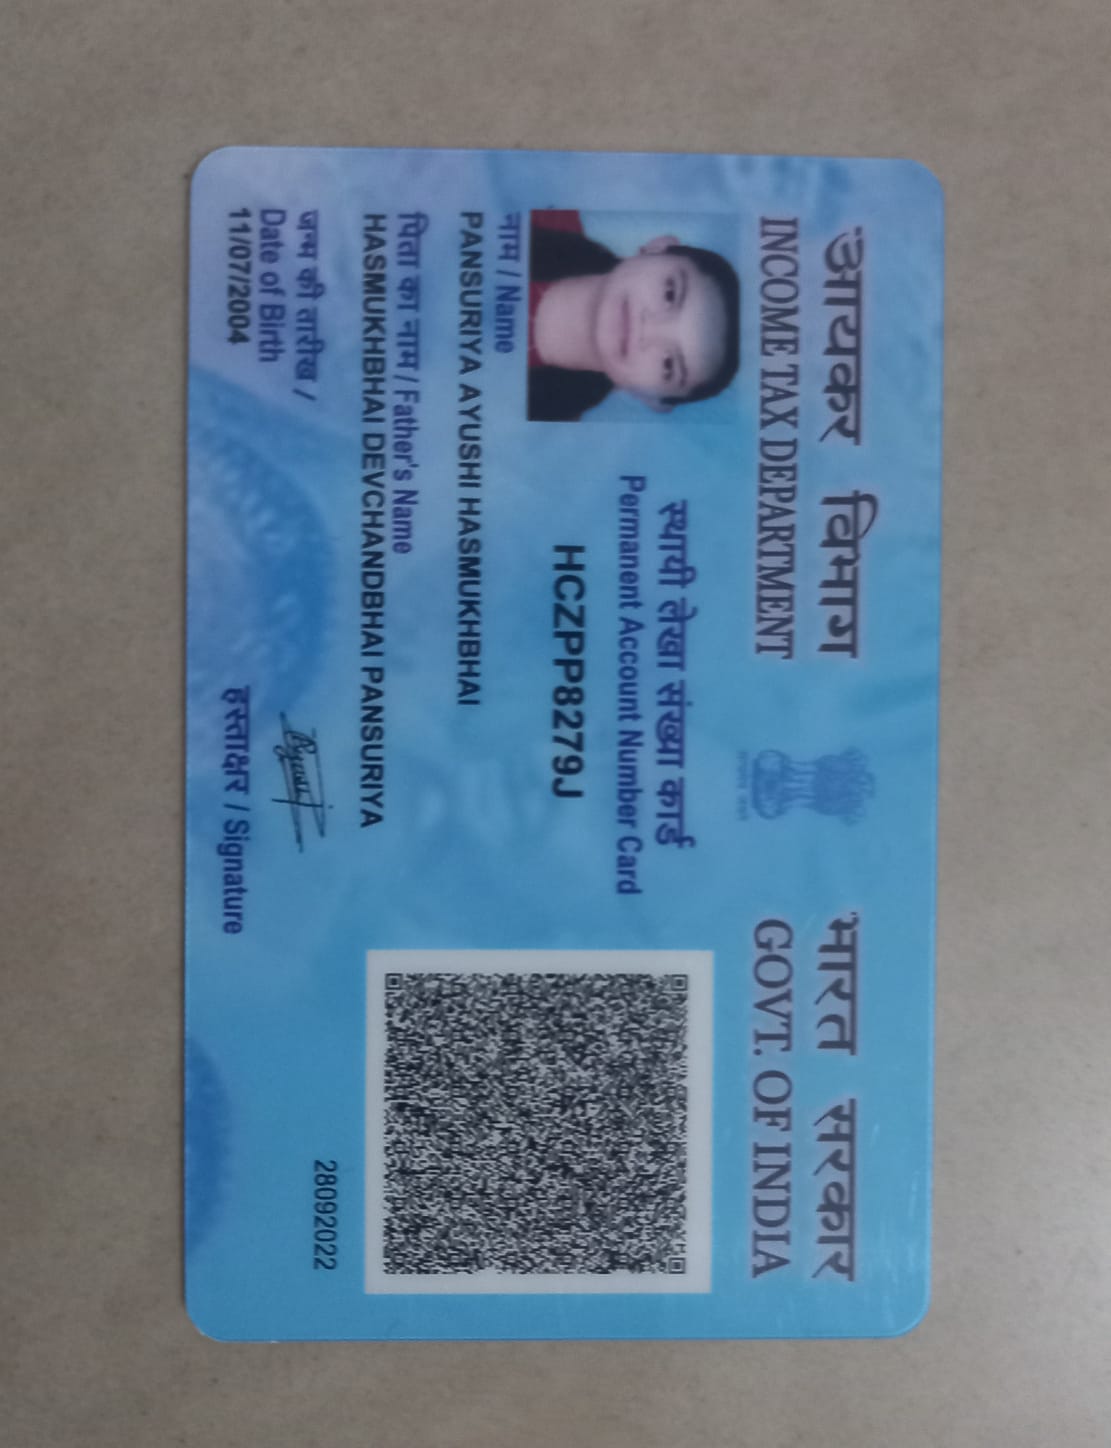 आयकर विभाग
INCOME TAX DEPARTMENT
भारत सरकार
GOVT. OF INDIA
सत्यमेव जयते
स्थायी लेखा संख्या कार्ड
Permanent Account Number Card
HCZPP8279J
नाम / Name
PANSURIYA AYUSHI HASMUKHBHAI
पिता का नाम / Father's Name
HASMUKHBHAI DEVCHANDBHAI PANSURIYA
28092022
जन्म की तारीख /
Date of Birth
11/07/2004
Ayushi
हस्ताक्षर / Signature